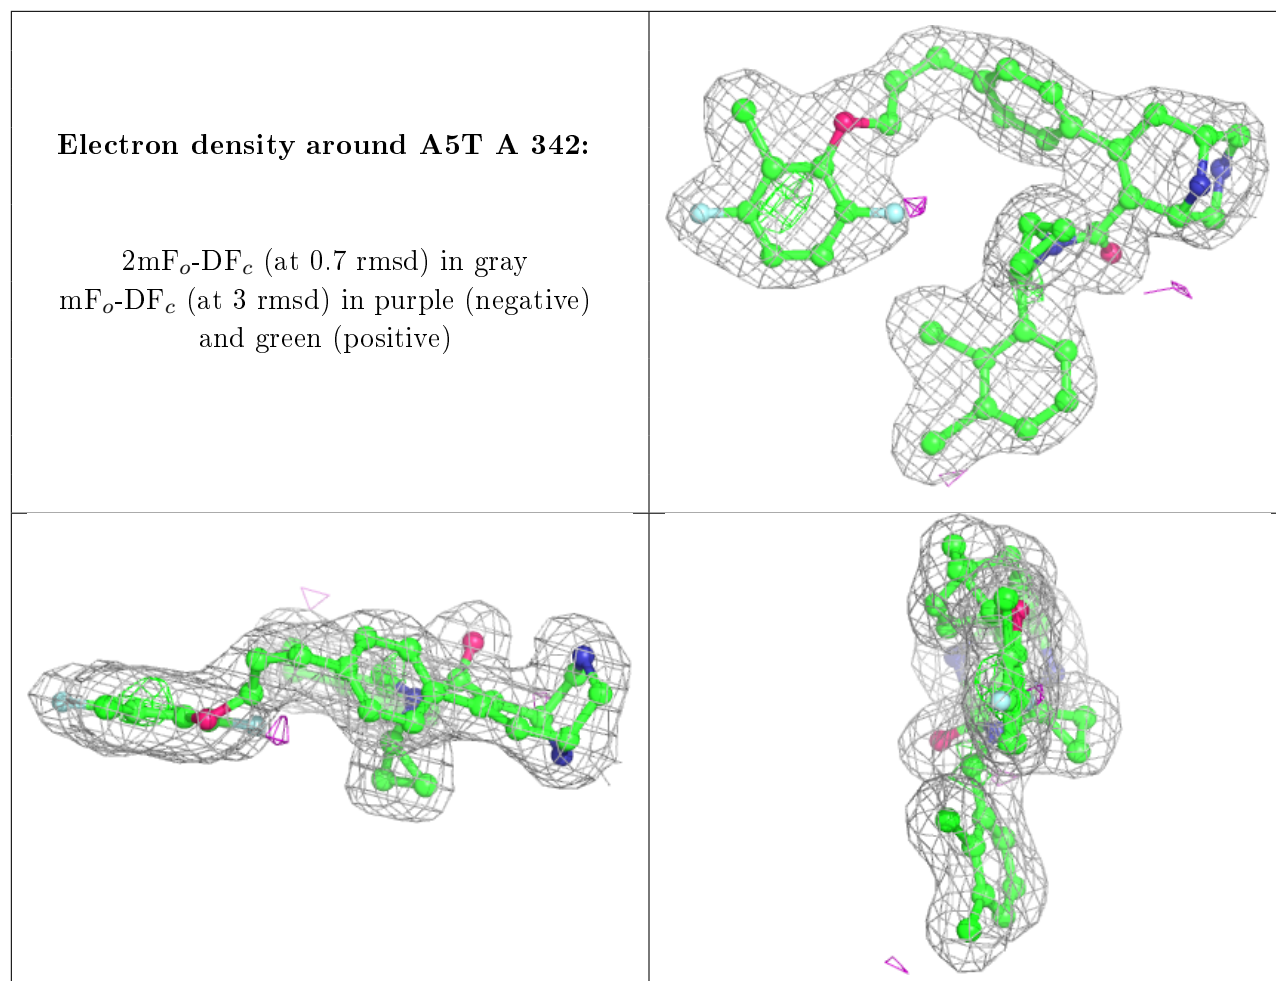 Electron density around A5T A 342:
2mFo-DFc (at 0.7 rmsd) in gray
mFo-DFc (at 3 rmsd) in purple (negative)
and green (positive)